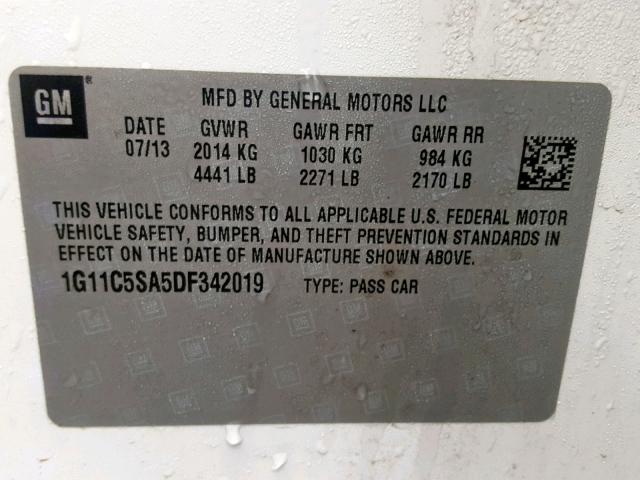 GM®
MFD BY GENERAL MOTORS LLC
DATE GVWR GAWR FRT GAWR RR
07/13 2014 KG 1030 KG 984 KG
4441 LB 2271 LB 2170 LB
THIS VEHICLE CONFORMS TO ALL APPLICABLE U.S. FEDERAL MOTOR
VEHICLE SAFETY, BUMPER, AND THEFT PREVENTION STANDARDS IN
EFFECT ON THE DATE OF MANUFACTURE SHOWN ABOVE.
1G11C5SA5DF342019 TYPE: PASS CAR